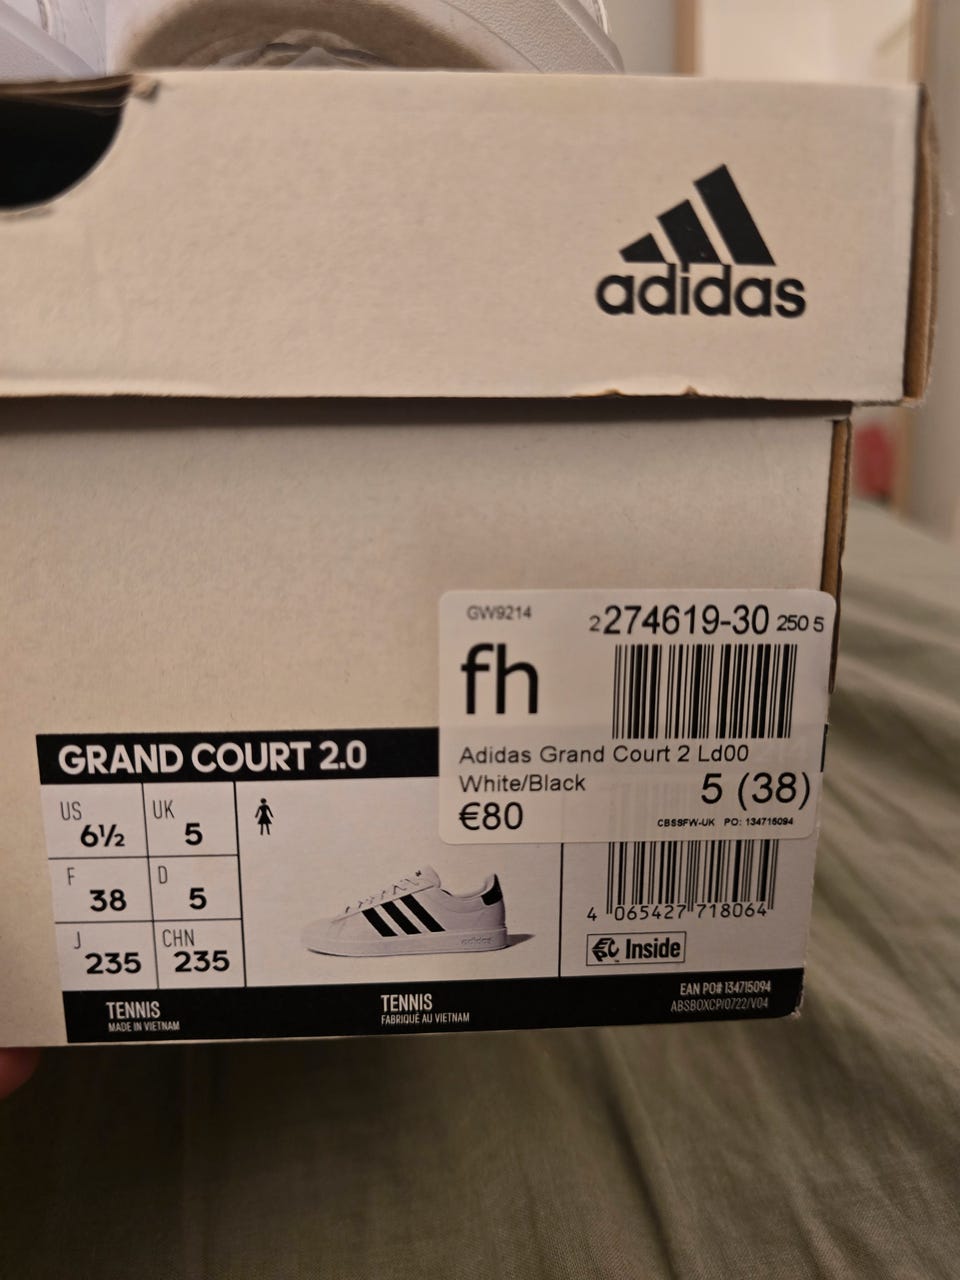 adidas
GW9214
2274619-30 250 5
fh
Adidas Grand Court 2 Ld00
White/Black
5 (38)
€80
CBSSFW-UK PO: 134715094
GRAND COURT 2.0
US 6½
UK 5
F 38
D 5
J 235
CHN 235
adidas
4 065427 718064
Inside
TENNIS
MADE IN VIETNAM
TENNIS
FABRIQUÉ AU VIETNAM
EAN PO# 134715094
ABSBOXCP/0722/V04